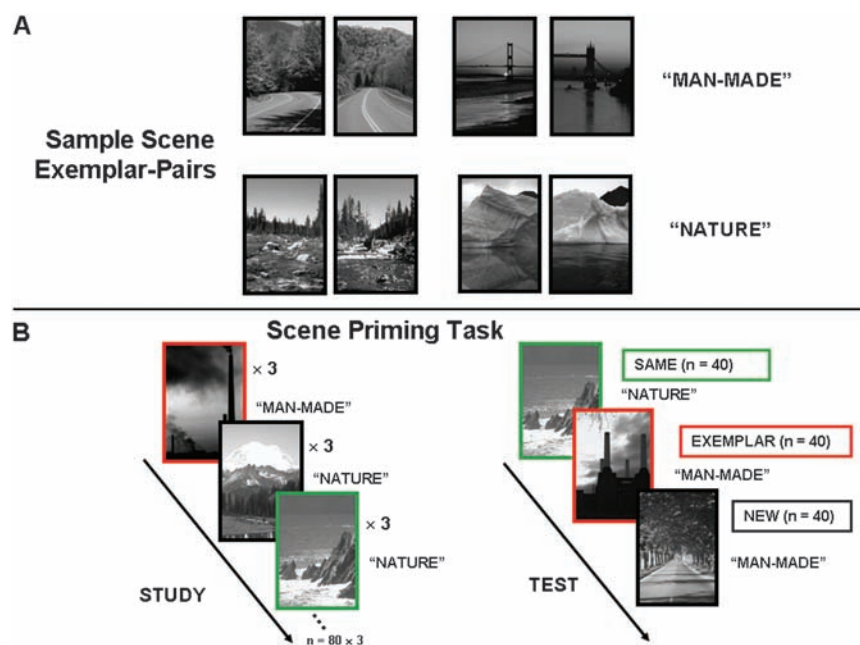 A
Sample Scene
Exemplar-Pairs
“MAN-MADE”
“NATURE”
B
Scene Priming Task
× 3
“MAN-MADE”
× 3
“NATURE”
× 3
“NATURE”
STUDY
n = 80 × 3
SAME (n = 40)
“NATURE”
EXEMPLAR (n = 40)
“MAN-MADE”
NEW (n = 40)
“MAN-MADE”
TEST